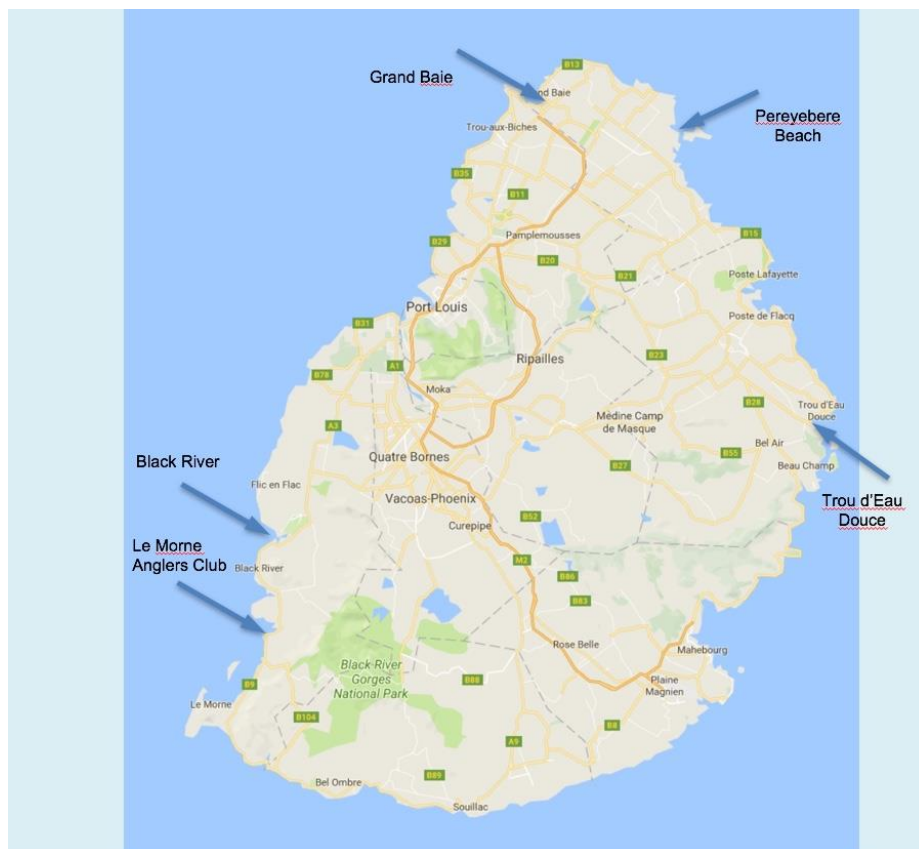 B13
Grand Baie
nd Baie
Pereyebere
Beach
Trou-aux-Biches
B35
B11
Pamplemousses
B15
B29
B20
B21
Poste Lafayette
Port Louis
Poste de Flacq
B31
Ripailles
B23
A1
B78
Moka
Trou d'Eau
Douce
B28
A3
Médine Camp
de Masque
Bel Air
B55
Quatre Bornes
Black River
B27
Beau Champ
Flic en Flac
Vacoas-Phoenix
Trou d'Eau
Douce
B52
Curepipe
Le Morne
Anglers Club
M2
Black River
B86
B83
Rose Belle
Mahebourg
Black River
Gorges
National Park
B88
Plaine
Magnien
B9
Le Morne
B104
B8
A9
B89
Bel Ombre
Souillac